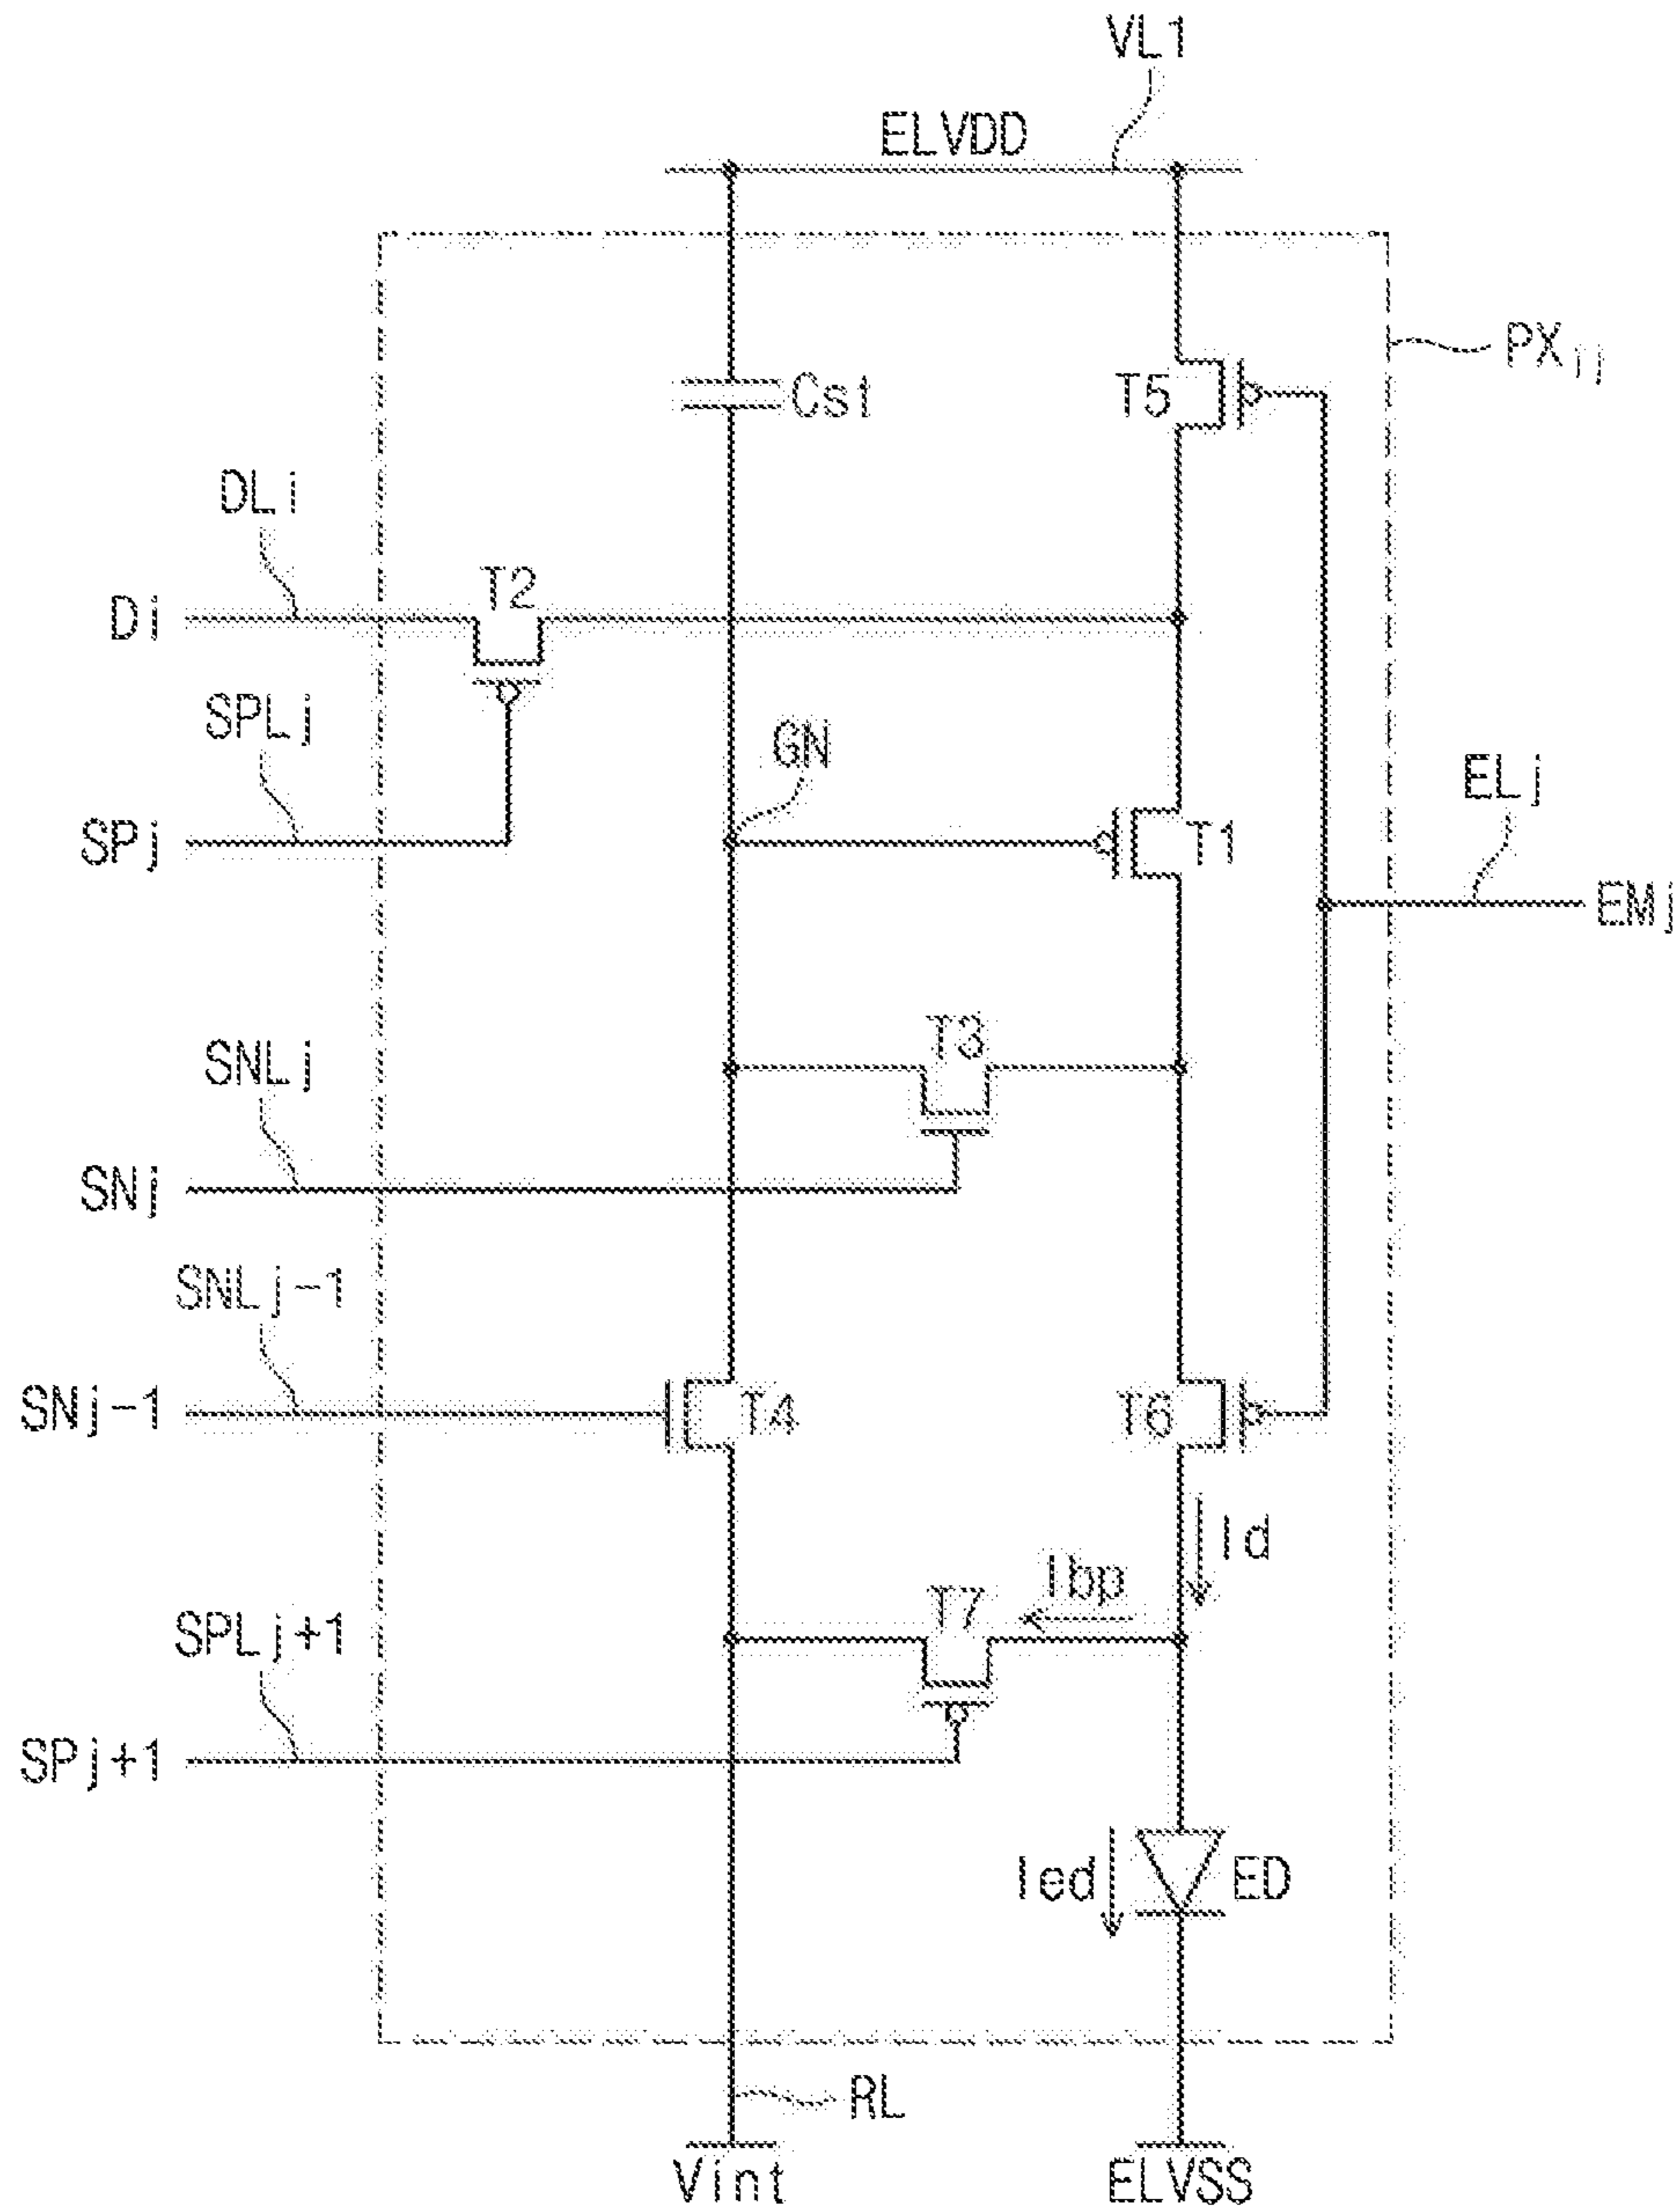 VL1
ELVDD
PXij
Cst
T5
DLi
T2
Di
SPLj
GN
ELj
SPj
T1
EMj
SNLj
T3
SNj
SNLj-1
SNj-1
T4
T6
Id
Ibp
SPLj+1
T7
SPj+1
Ied
ED
RL
Vint
ELVSS